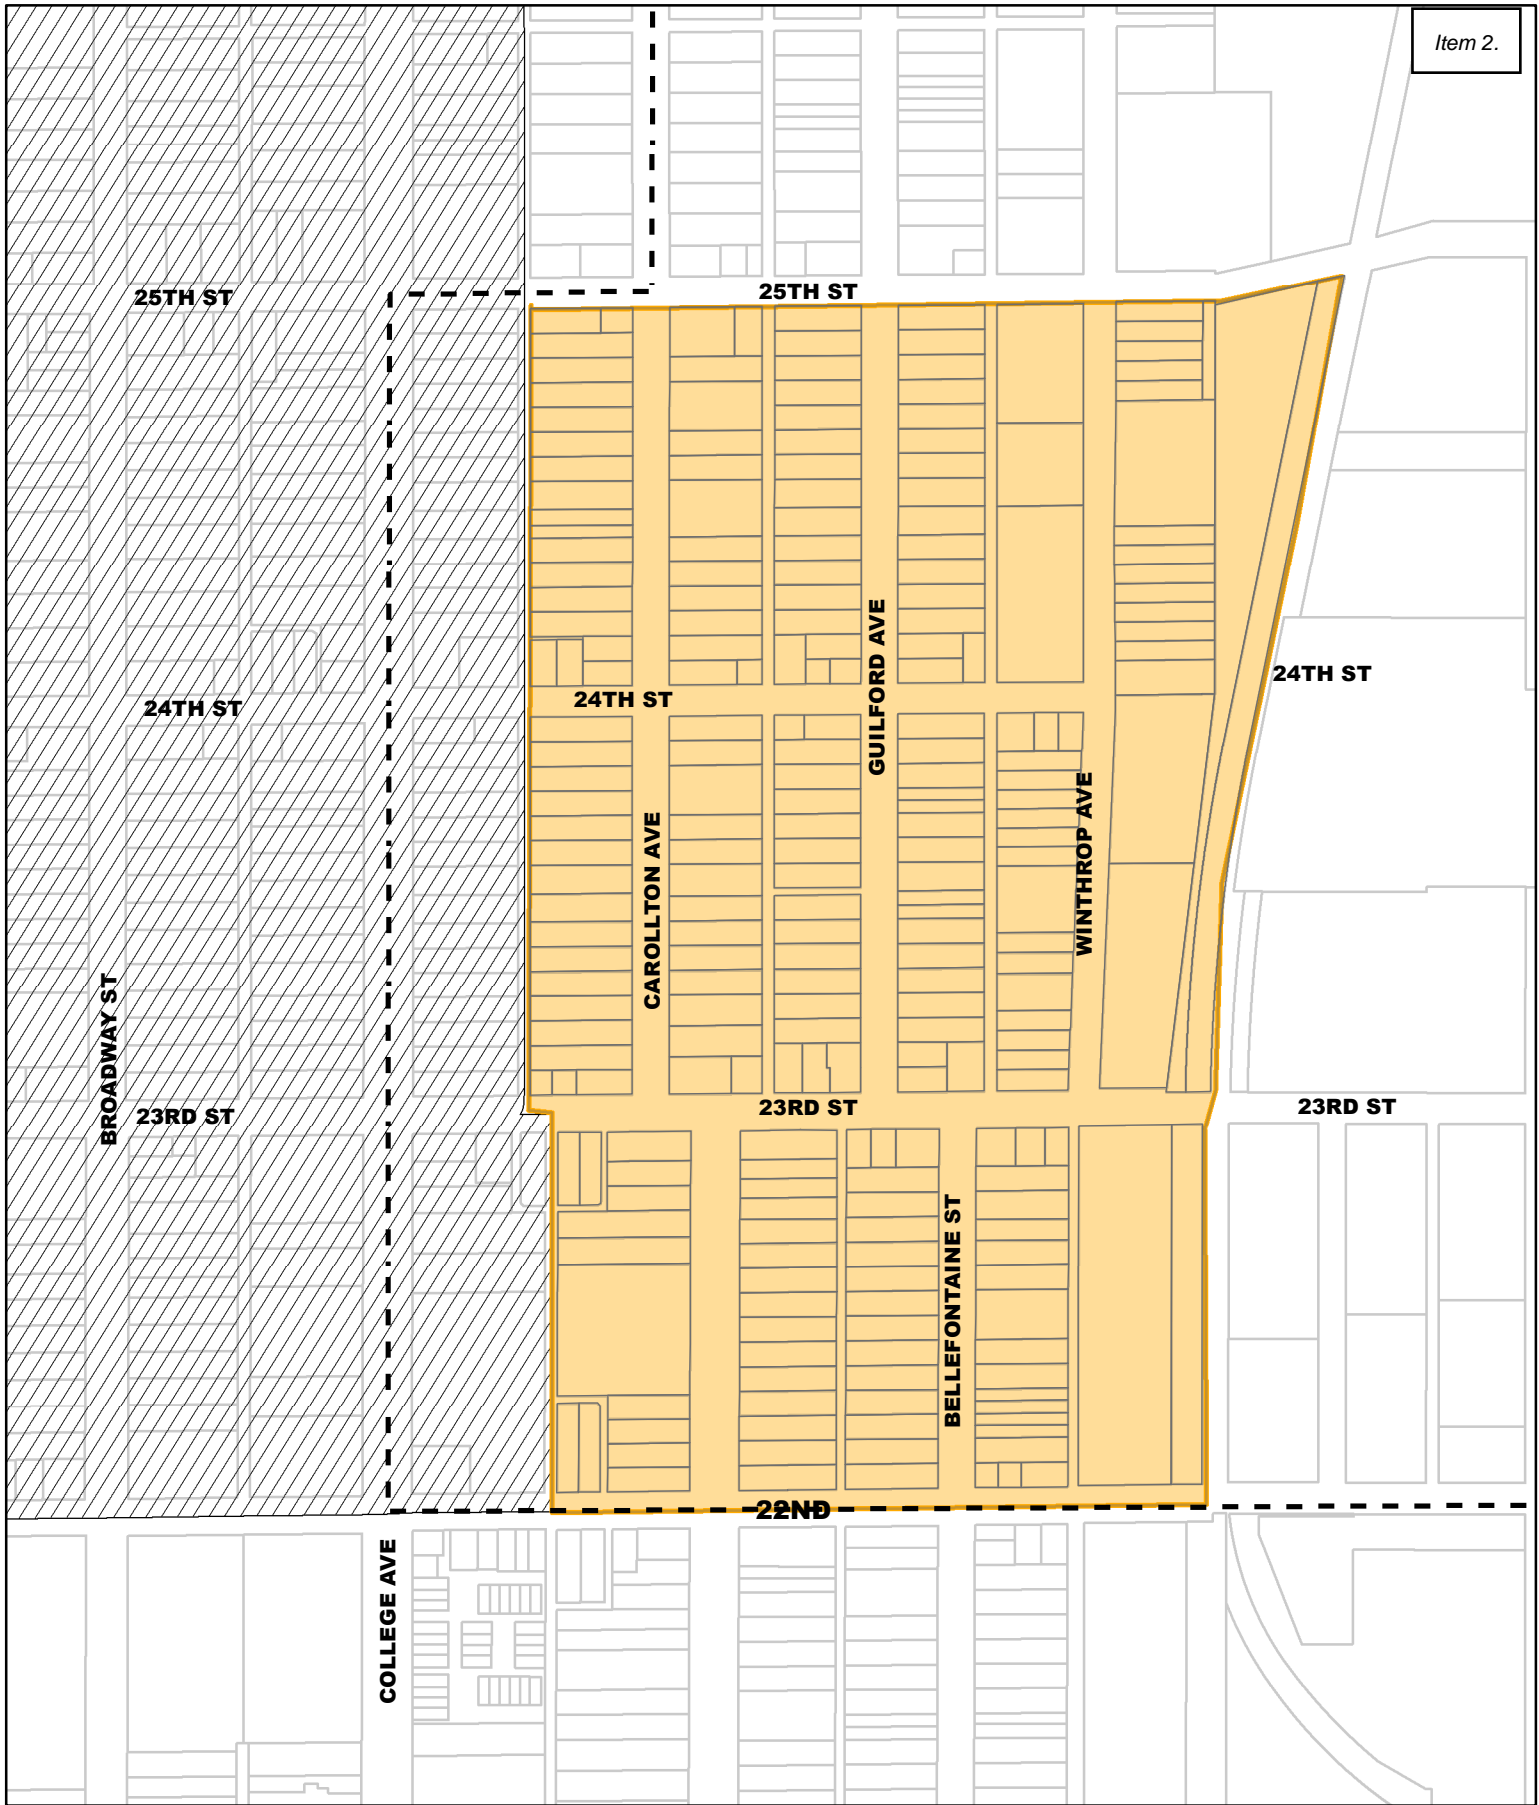 Item 2.
25TH ST
25TH ST
GUILFORD AVE
24TH ST
24TH ST
24TH ST
WINTHROP AVE
CAROLLTON AVE
BROADWAY ST
23RD ST
23RD ST
23RD ST
BELLEFONTAINE ST
22ND
COLLEGE AVE